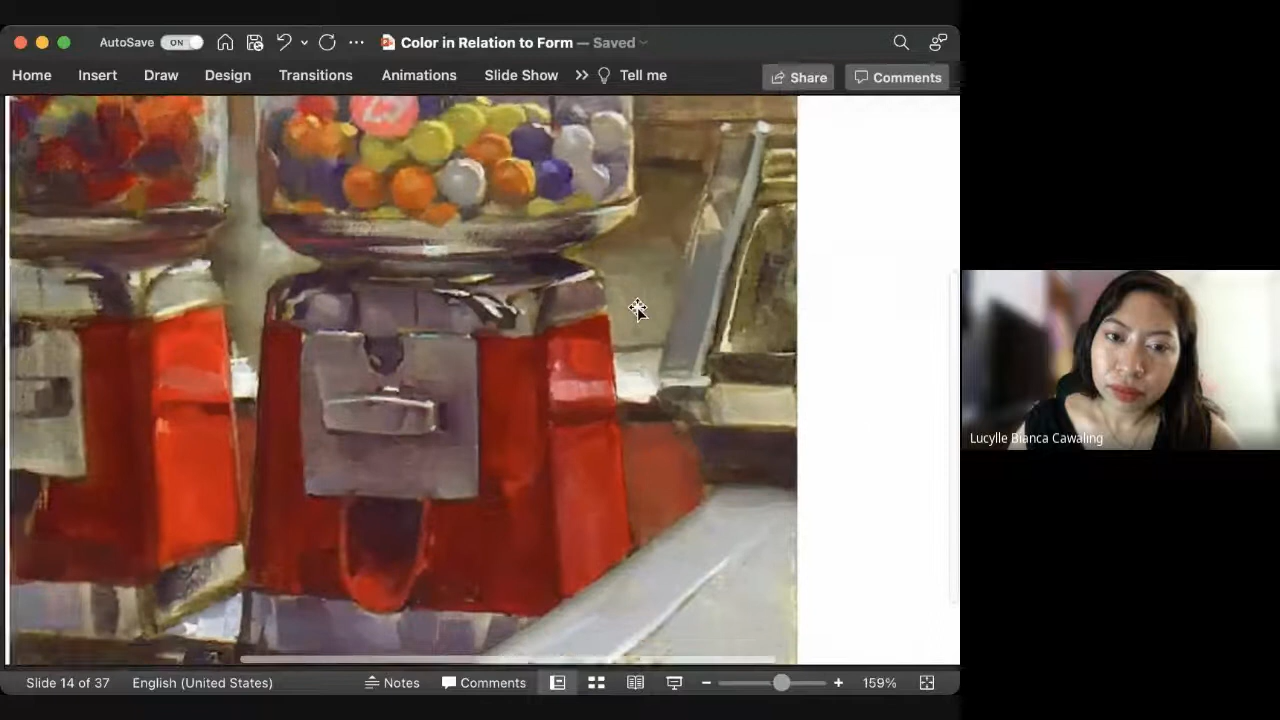 AutoSave ON Color in Relation to Form — Saved
Home Insert Draw Design Transitions Animations Slide Show Tell me Share Comments
25
Lucylle Bianca Cawaling
Slide 14 of 37 English (United States) Notes Comments 159%